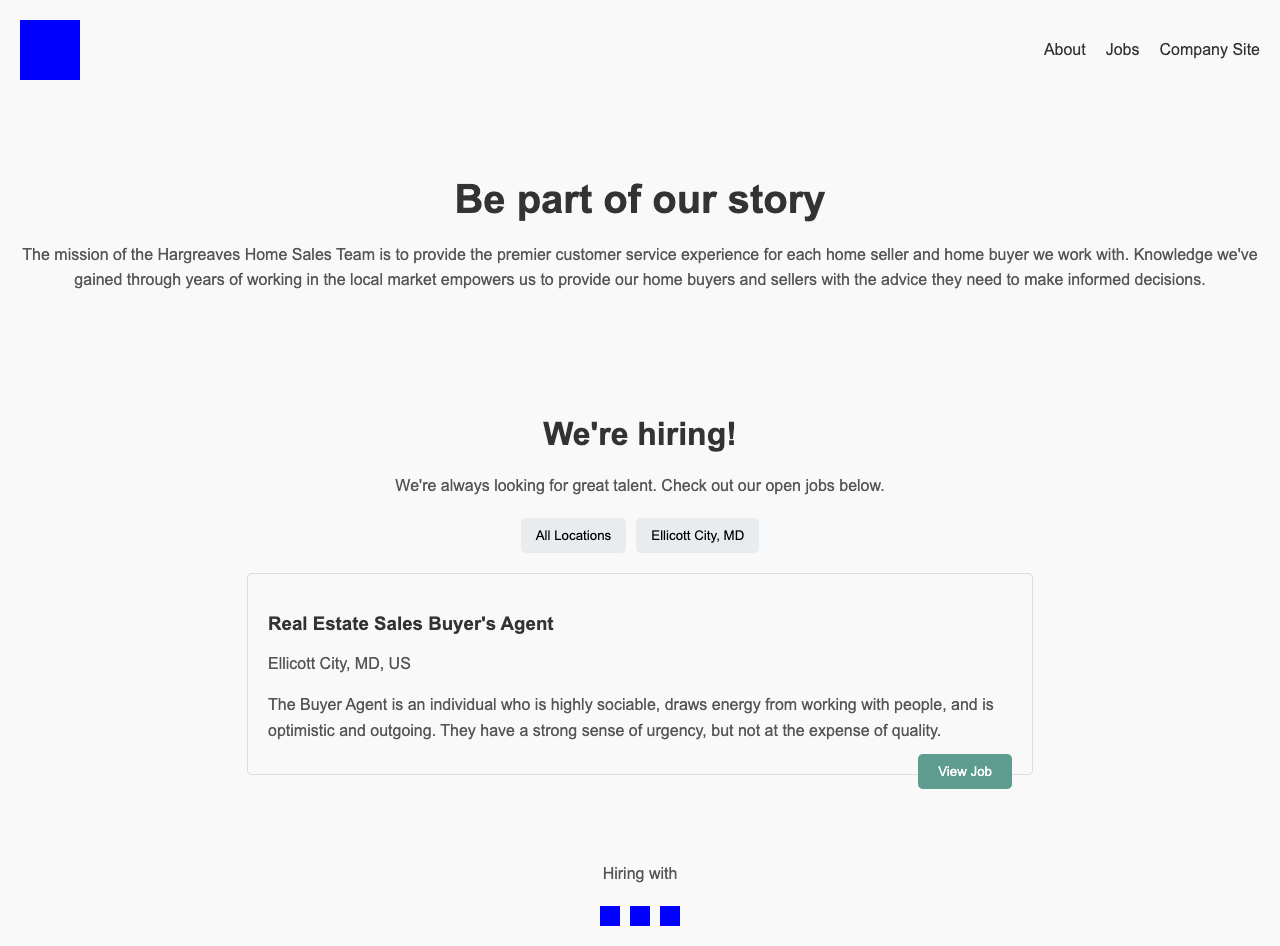 About Jobs Company Site
Be part of our story
The mission of the Hargreaves Home Sales Team is to provide the premier customer service experience for each home seller and home buyer we work with. Knowledge we've
gained through years of working in the local market empowers us to provide our home buyers and sellers with the advice they need to make informed decisions.
We're hiring!
We're always looking for great talent. Check out our open jobs below.
All Locations Ellicott City, MD
Real Estate Sales Buyer's Agent
Ellicott City, MD, US
The Buyer Agent is an individual who is highly sociable, draws energy from working with people, and is
optimistic and outgoing. They have a strong sense of urgency, but not at the expense of quality.
View Job
Hiring with